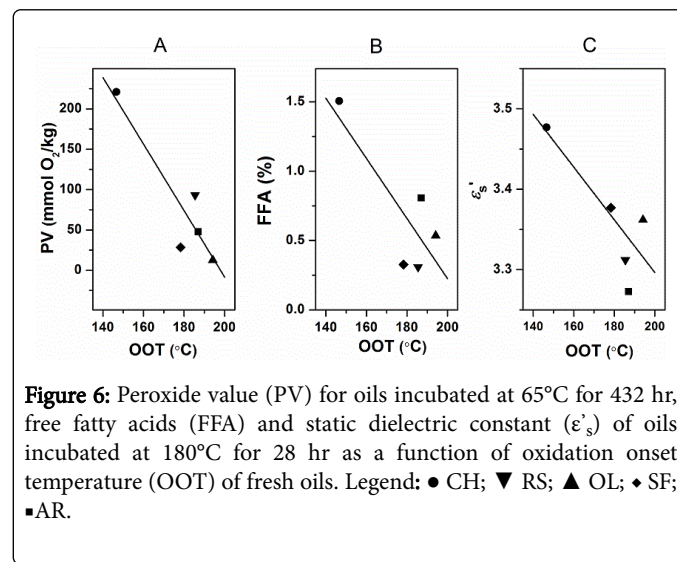 A
B
C
PV (mmol O₂/kg)
200
150
100
50
0
140 160 180 200
OOT (°C)
FFA (%)
1.5
1.0
0.5
0.0
140 160 180 200
OOT (°C)
εₛ'
3.5
3.4
3.3
140 160 180 200
OOT (°C)
Figure 6: Peroxide value (PV) for oils incubated at 65°C for 432 hr,
free fatty acids (FFA) and static dielectric constant (ε'ₛ) of oils
incubated at 180°C for 28 hr as a function of oxidation onset
temperature (OOT) of fresh oils. Legend: ● CH; ▼ RS; ▲ OL; ◆ SF;
■AR.